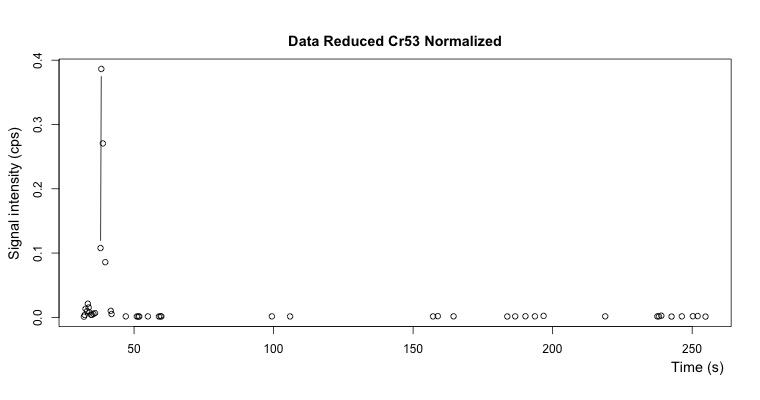 Data Reduced Cr53 Normalized
Signal intensity (cps)
0.4
0.3
0.2
0.1
0.0
50 100 150 200 250
Time (s)